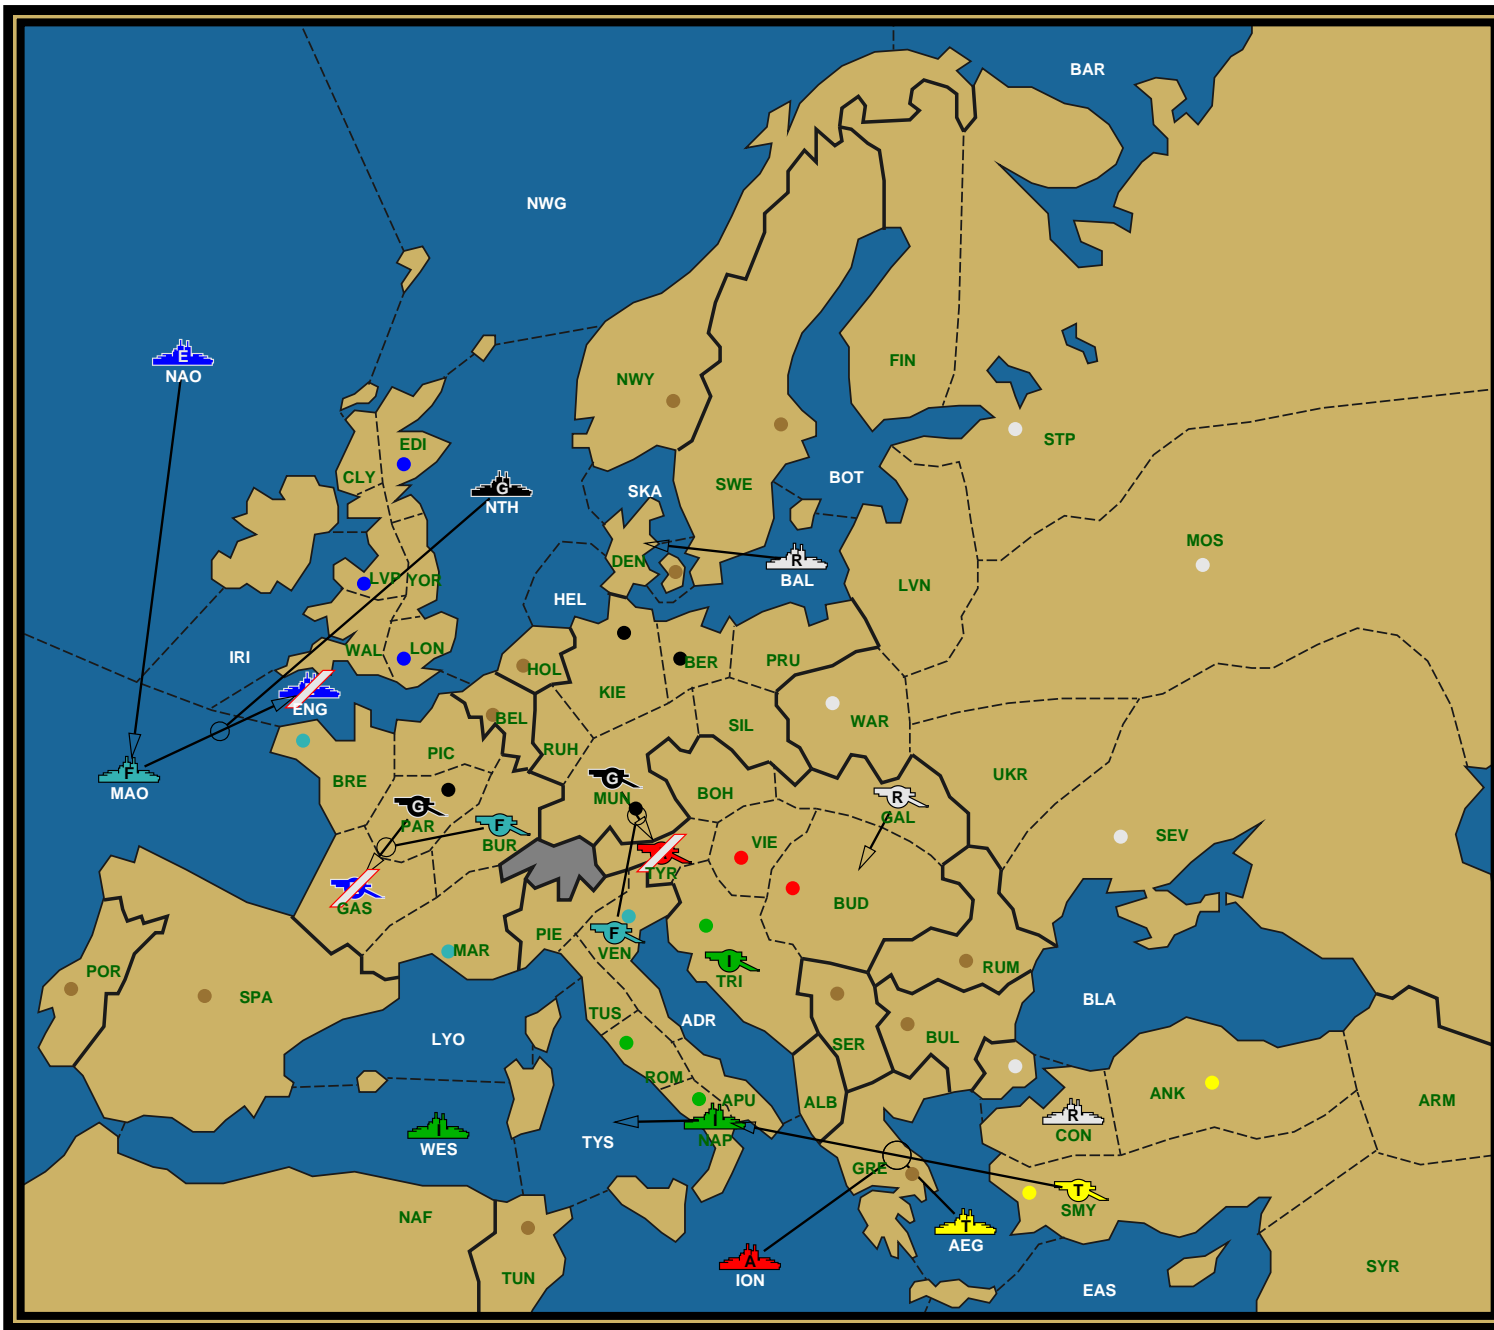 BAR
NWG
E
NAO
FIN
NWY
EDI
STP
CLY
SKA
SWE
BOT
G
NTH
MOS
DEN
R
BAL
LVP
YOR
LVN
HEL
IRI
WAL
LON
HOL
BER
PRU
KIE
ENG
BEL
SIL
WAR
RUH
PIC
UKR
F
MAO
BRE
G
MUN
BOH
R
GAL
G
PAR
F
BUR
VIE
SEV
TYR
GAS
BUD
F
VEN
PIE
MAR
I
TRI
RUM
POR
SPA
BLA
TUS
ADR
LYO
SER
BUL
ROM
APU
ALB
ANK
ARM
I
NAP
R
CON
I
WES
TYS
GRE
T
SMY
NAF
T
AEG
A
ION
TUN
EAS
SYR